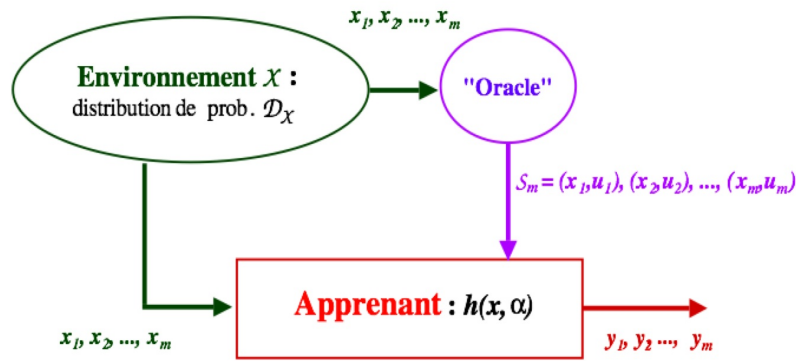 x₁, x₂, ..., xₘ
Environnement 𝒳 :
distribution de prob. 𝒟_𝒳
"Oracle"
𝒮ₘ = (x₁,u₁), (x₂,u₂), ..., (xₘ,uₘ)
Apprenant : h(x, α)
x₁, x₂, ..., xₘ
y₁, y₂ ..., yₘ